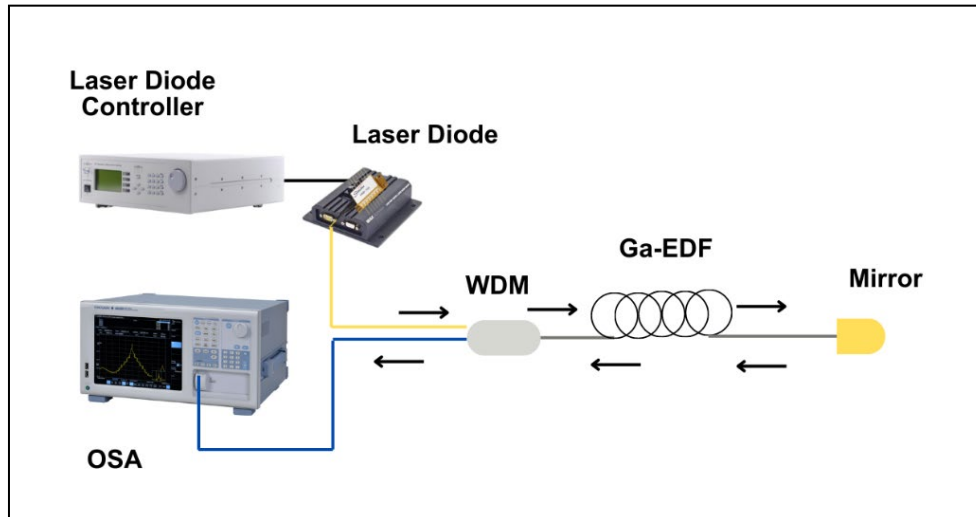 Laser Diode
Controller
Laser Diode
Ga-EDF
WDM
Mirror
OSA